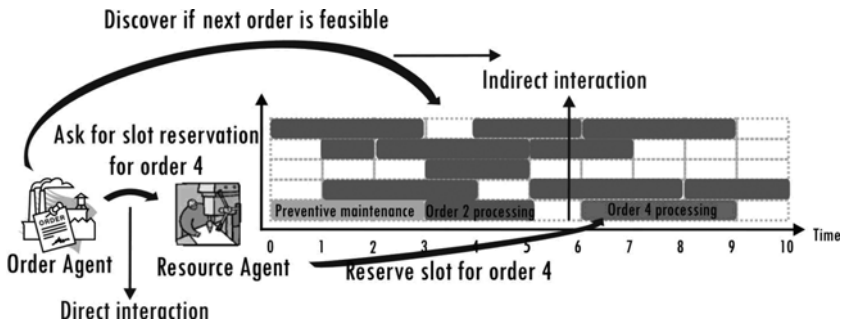 Discover if next order is feasible
Indirect interaction
Ask for slot reservation
for order 4
ORDER
Preventive maintenance
Order 2 processing
Order 4 processing
0 1 2 3 4 5 6 7 8 9 10 Time
Order Agent
Resource Agent
Reserve slot for order 4
Direct interaction